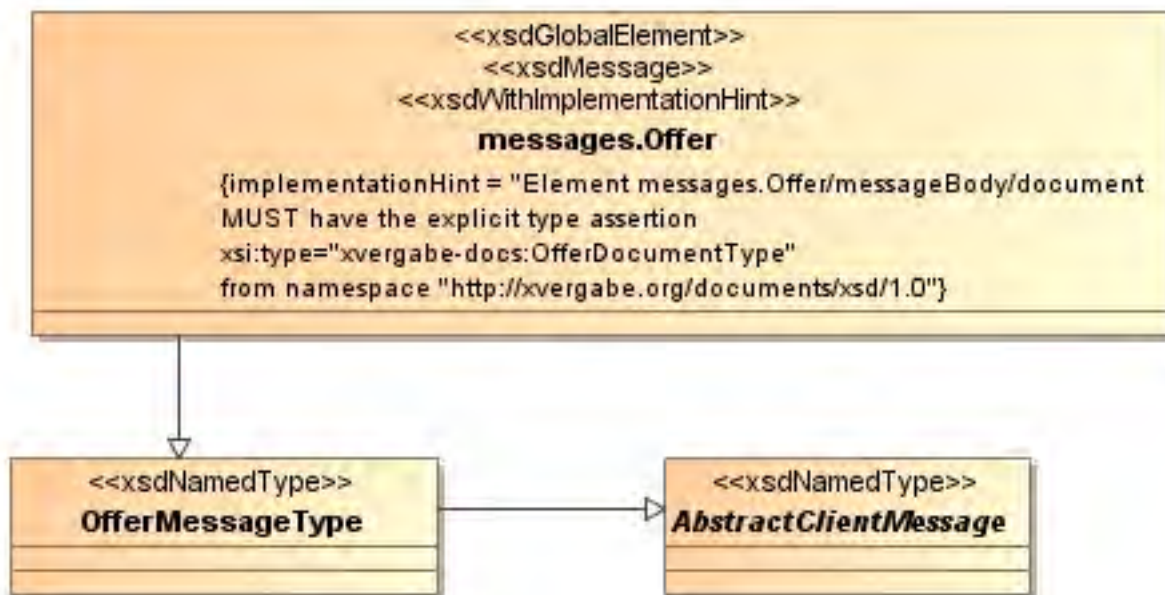 <<xsdGlobalElement>>
<<xsdMessage>>
<<xsdWithImplementationHint>>
messages.Offer
{implementationHint = "Element messages.Offer/messageBody/document
MUST have the explicit type assertion
xsi:type="xvergabe-docs:OfferDocumentType"
from namespace "http://xvergabe.org/documents/xsd/1.0"}
<<xsdNamedType>>
OfferMessageType
<<xsdNamedType>>
AbstractClientMessage